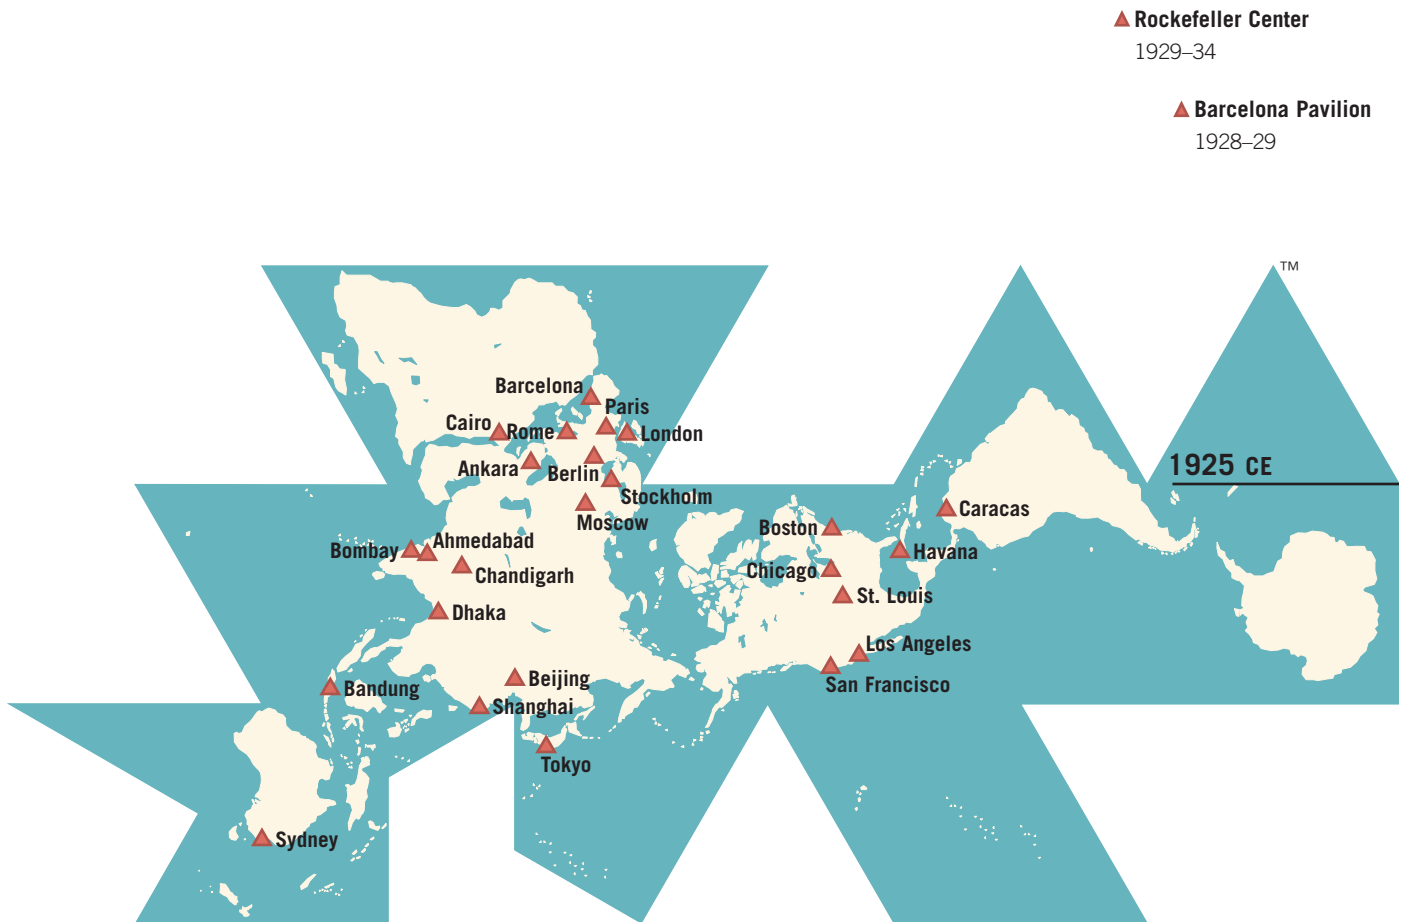 Rockefeller Center
1929–34
Barcelona Pavilion
1928–29
™
Barcelona
Paris
Cairo
Rome
London
Ankara
Berlin
1925 CE
Stockholm
Moscow
Boston
Caracas
Bombay
Ahmedabad
Havana
Chandigarh
Chicago
St. Louis
Dhaka
Los Angeles
Beijing
San Francisco
Bandung
Shanghai
Tokyo
Sydney